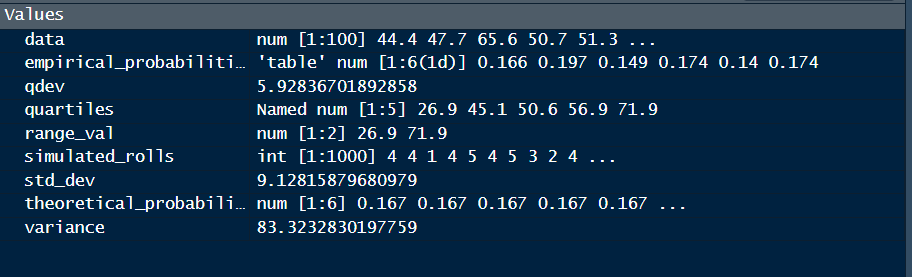 Values
data num [1:100] 44.4 47.7 65.6 50.7 51.3 ...
empirical_probabiliti… 'table' num [1:6(1d)] 0.166 0.197 0.149 0.174 0.14 0.174
qdev 5.92836701892858
quartiles Named num [1:5] 26.9 45.1 50.6 56.9 71.9
range_val num [1:2] 26.9 71.9
simulated_rolls int [1:1000] 4 4 1 4 5 4 5 3 2 4 ...
std_dev 9.12815879680979
theoretical_probabili… num [1:6] 0.167 0.167 0.167 0.167 0.167 ...
variance 83.3232830197759